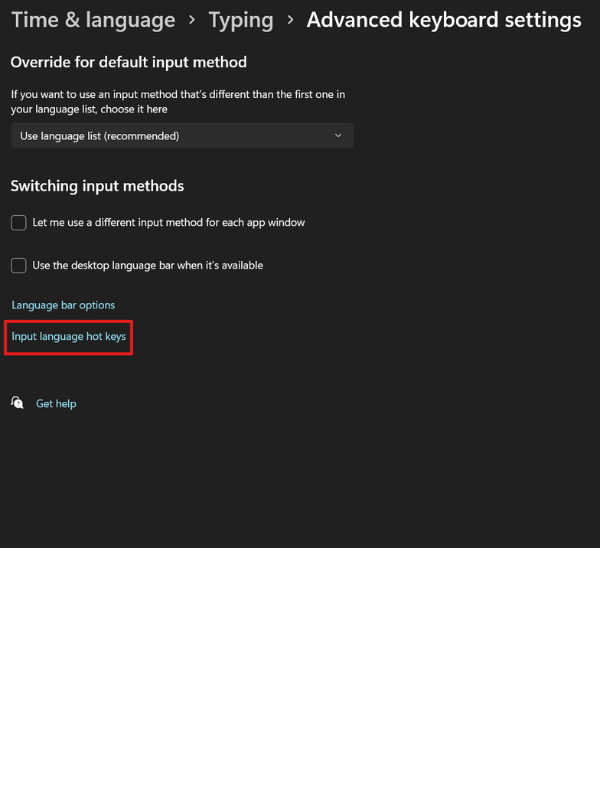 Time & language > Typing > Advanced keyboard settings
Override for default input method
If you want to use an input method that's different than the first one in
your language list, choose it here
Use language list (recommended)
Switching input methods
Let me use a different input method for each app window
Use the desktop language bar when it's available
Language bar options
Input language hot keys
Get help